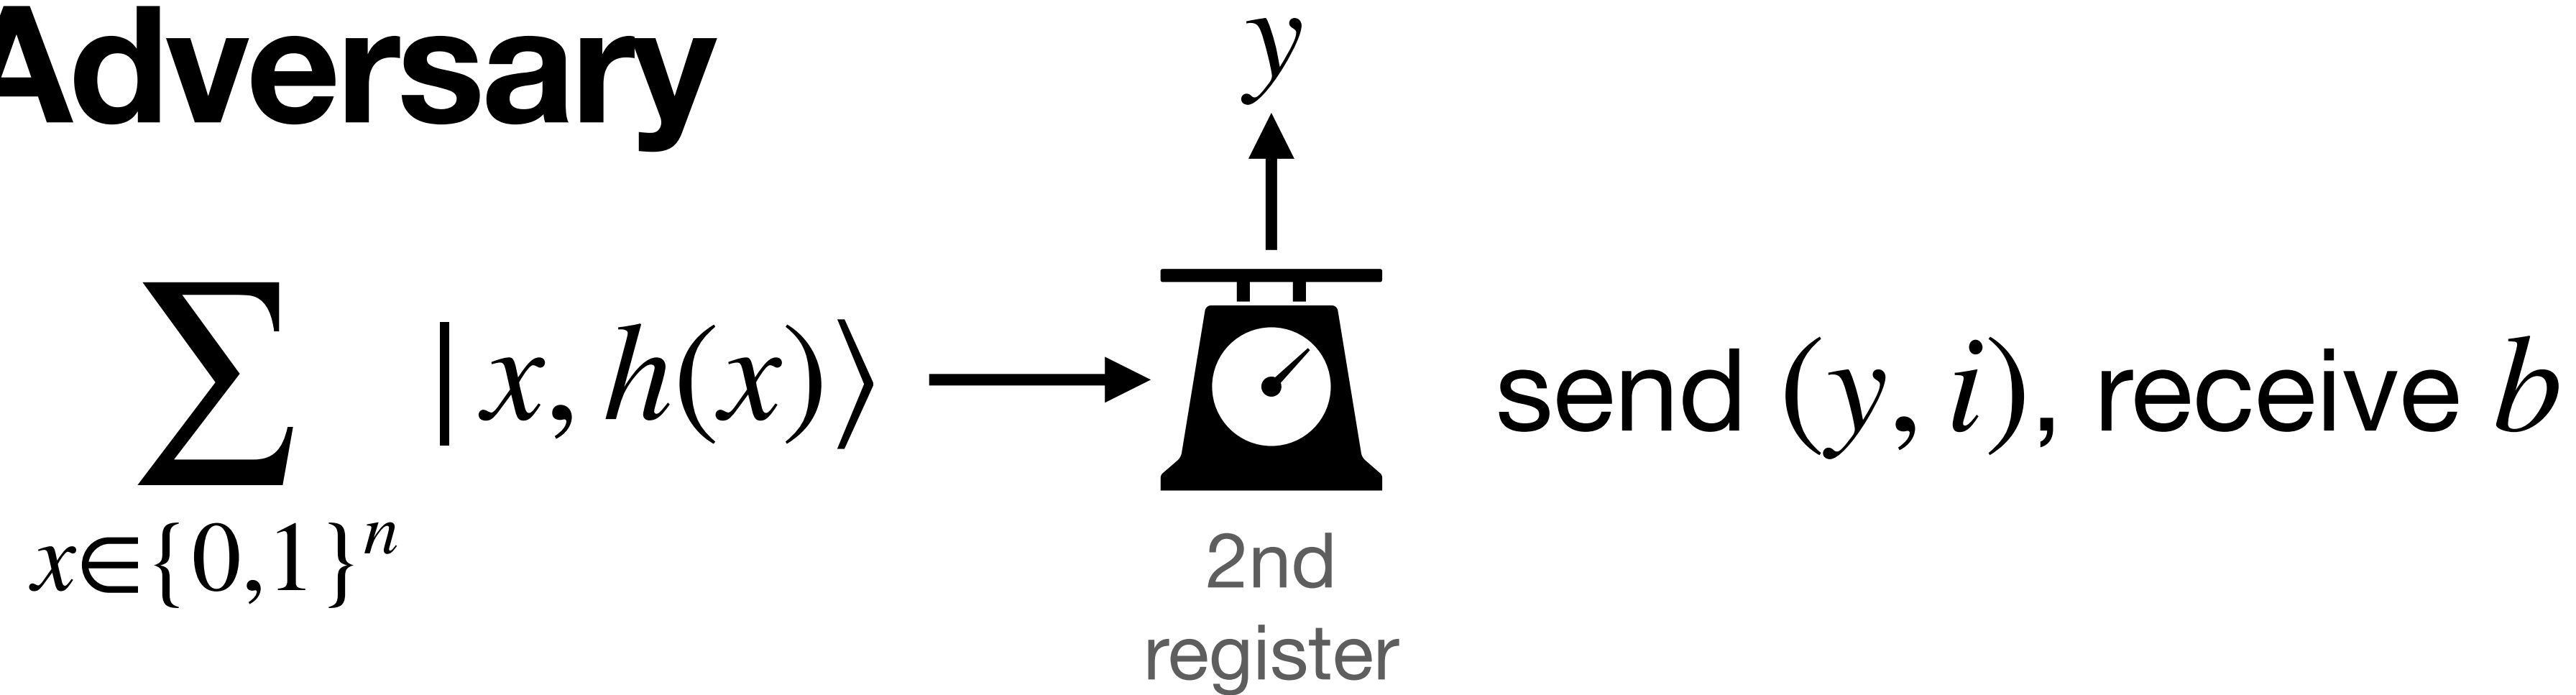 Adversary
y
∑ | x, h(x)⟩ send (y, i), receive b
x∈{0,1}ⁿ
2nd
register